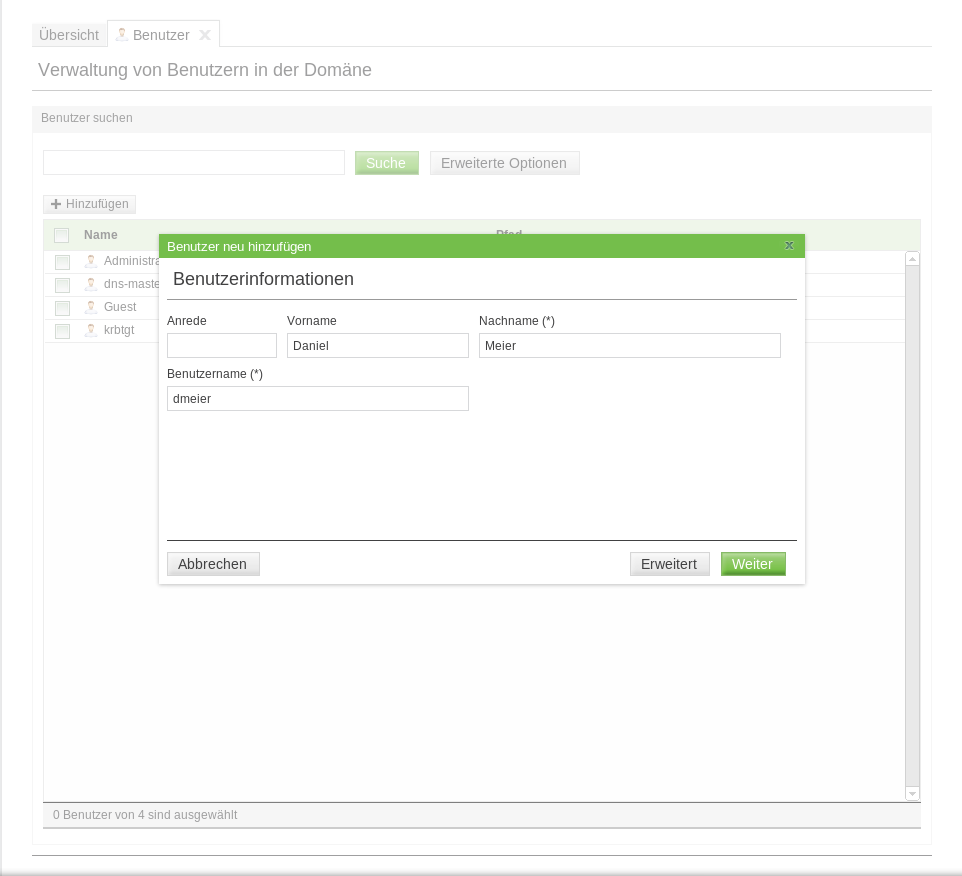 Übersicht Benutzer
Verwaltung von Benutzern in der Domäne
Benutzer suchen
Suche Erweiterte Optionen
Hinzufügen
Name
Benutzer neu hinzufügen
Benutzerinformationen
Anrede Vorname Nachname (*)
Daniel Meier
Benutzername (*)
dmeier
Abbrechen Erweitert Weiter
Administra
dns-maste
Guest
krbtgt
0 Benutzer von 4 sind ausgewählt